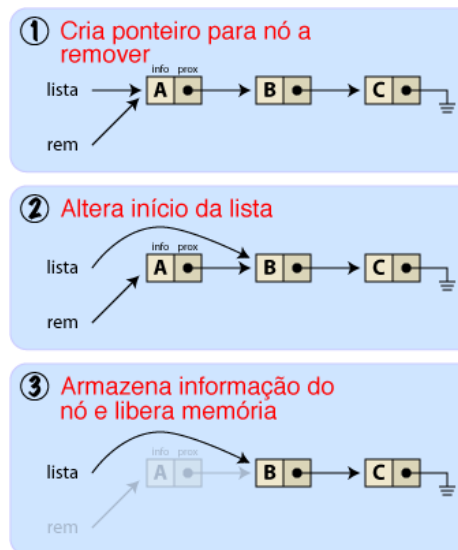 1 Cria ponteiro para nó a
remover
info prox
lista A B C
rem
2 Altera início da lista
info prox
lista A B C
rem
3 Armazena informação do
nó e libera memória
info prox
lista A B C
rem